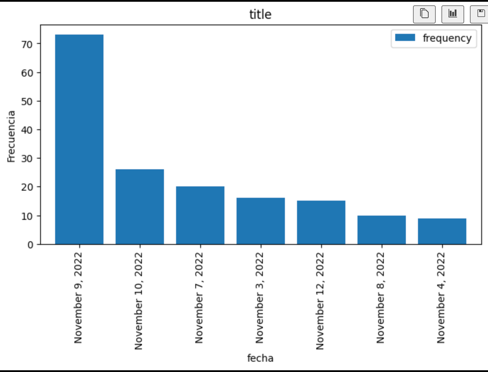 title
frequency
Frecuencia
70
60
50
40
30
20
10
0
November 9, 2022
November 10, 2022
November 7, 2022
November 3, 2022
November 12, 2022
November 8, 2022
November 4, 2022
fecha